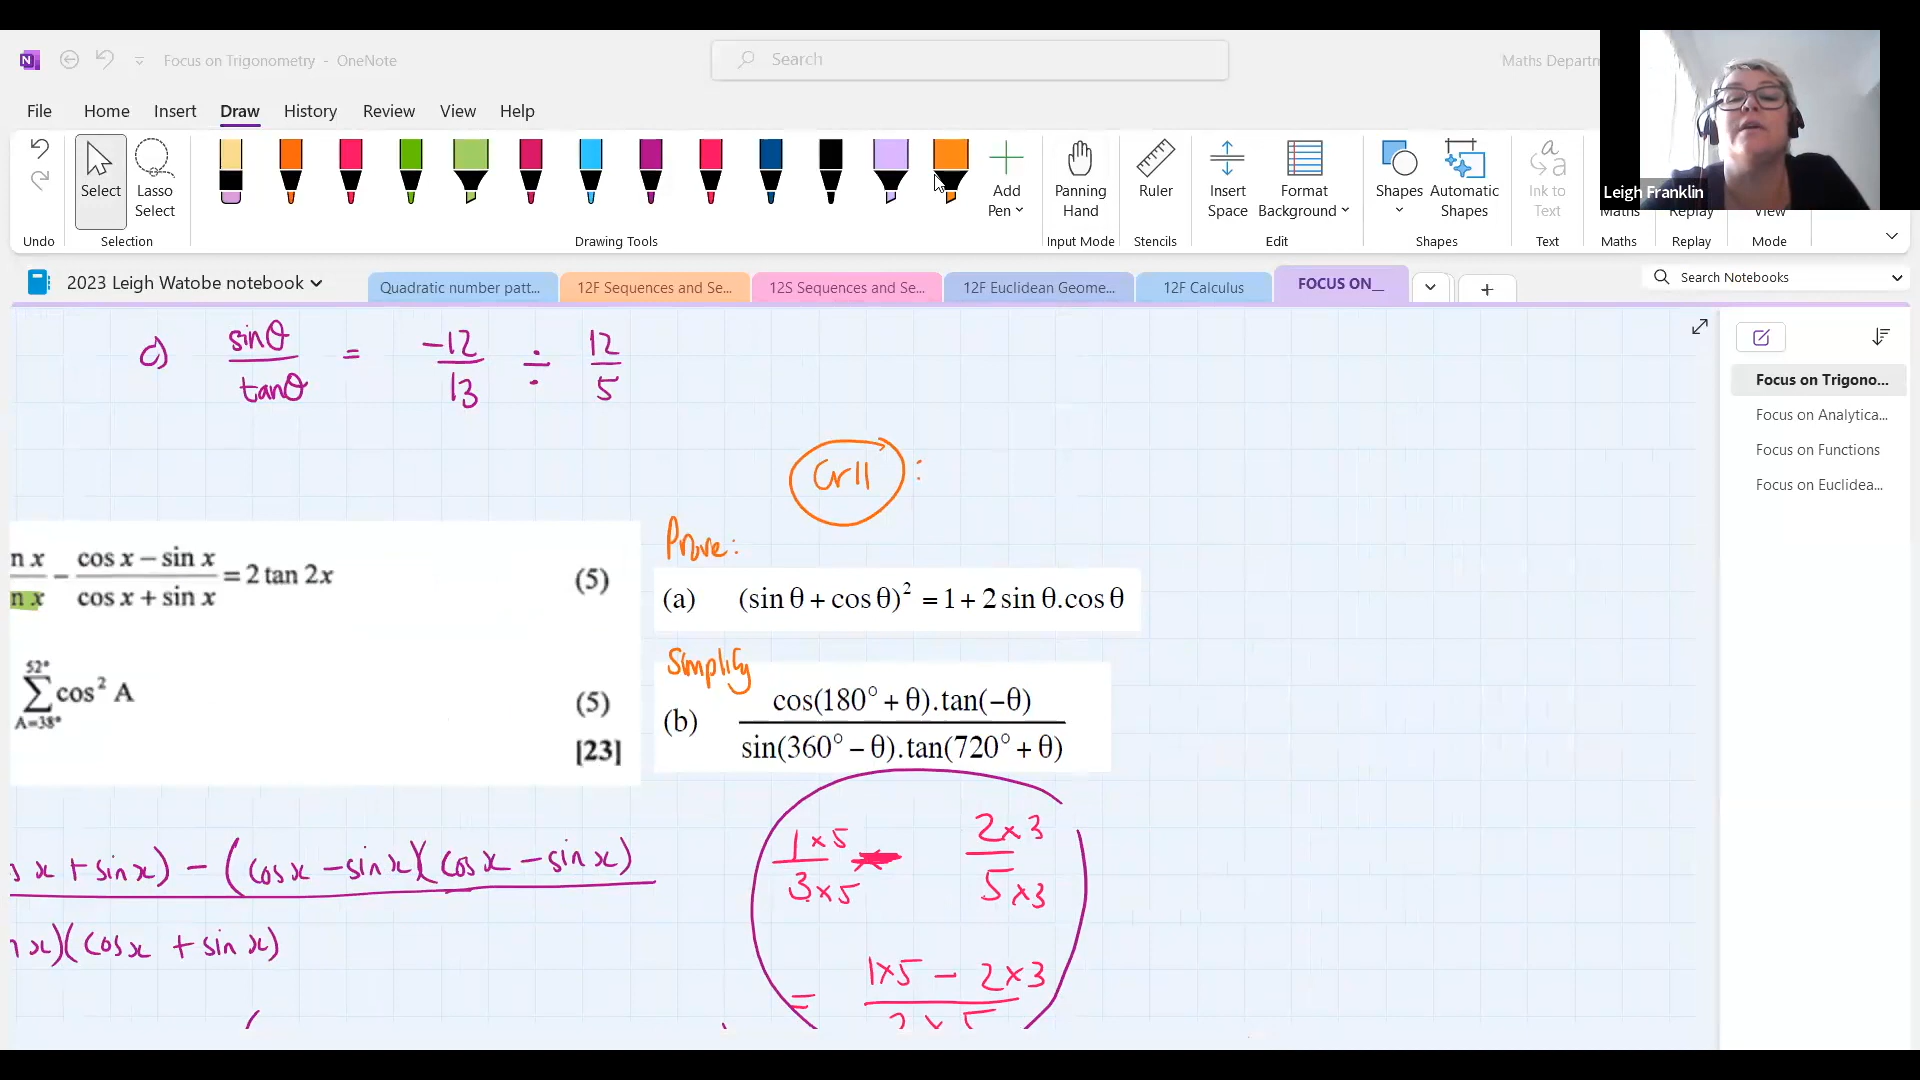 Focus on Trigonometry - OneNote
Search
Maths Departm
File Home Insert Draw History Review View Help
Select
Lasso Select
Add Pen
Panning Hand
Ruler
Insert Space
Format Background
Shapes
Automatic Shapes
Ink to Text
Maths
Replay
View
Leigh Franklin
Undo Selection Drawing Tools Input Mode Stencils Edit Shapes Text Maths Replay Mode
2023 Leigh Watobe notebook
Quadratic number patt... 12F Sequences and Se... 12S Sequences and Se... 12F Euclidean Geome... 12F Calculus FOCUS ON__
+
Search Notebooks
Focus on Trigono...
Focus on Analytica...
Focus on Functions
Focus on Euclidea...
c) sinθ/tanθ = -12/13 ÷ 12/5
Gr11 :
Prove:
n x/n x − cos x − sin x/cos x + sin x = 2 tan 2x (5)
(a) (sin θ + cos θ)² = 1 + 2 sin θ.cos θ
Simplify
52°
∑ cos² A (5)
A=38°
[23]
(b) cos(180° + θ).tan(−θ)
sin(360° − θ).tan(720° + θ)
s x + sin x) − (cos x − sin x)(cos x − sin x)
n x)(cos x + sin x)
1×5 2×3
3×5 5×3
= 1×5 − 2×3